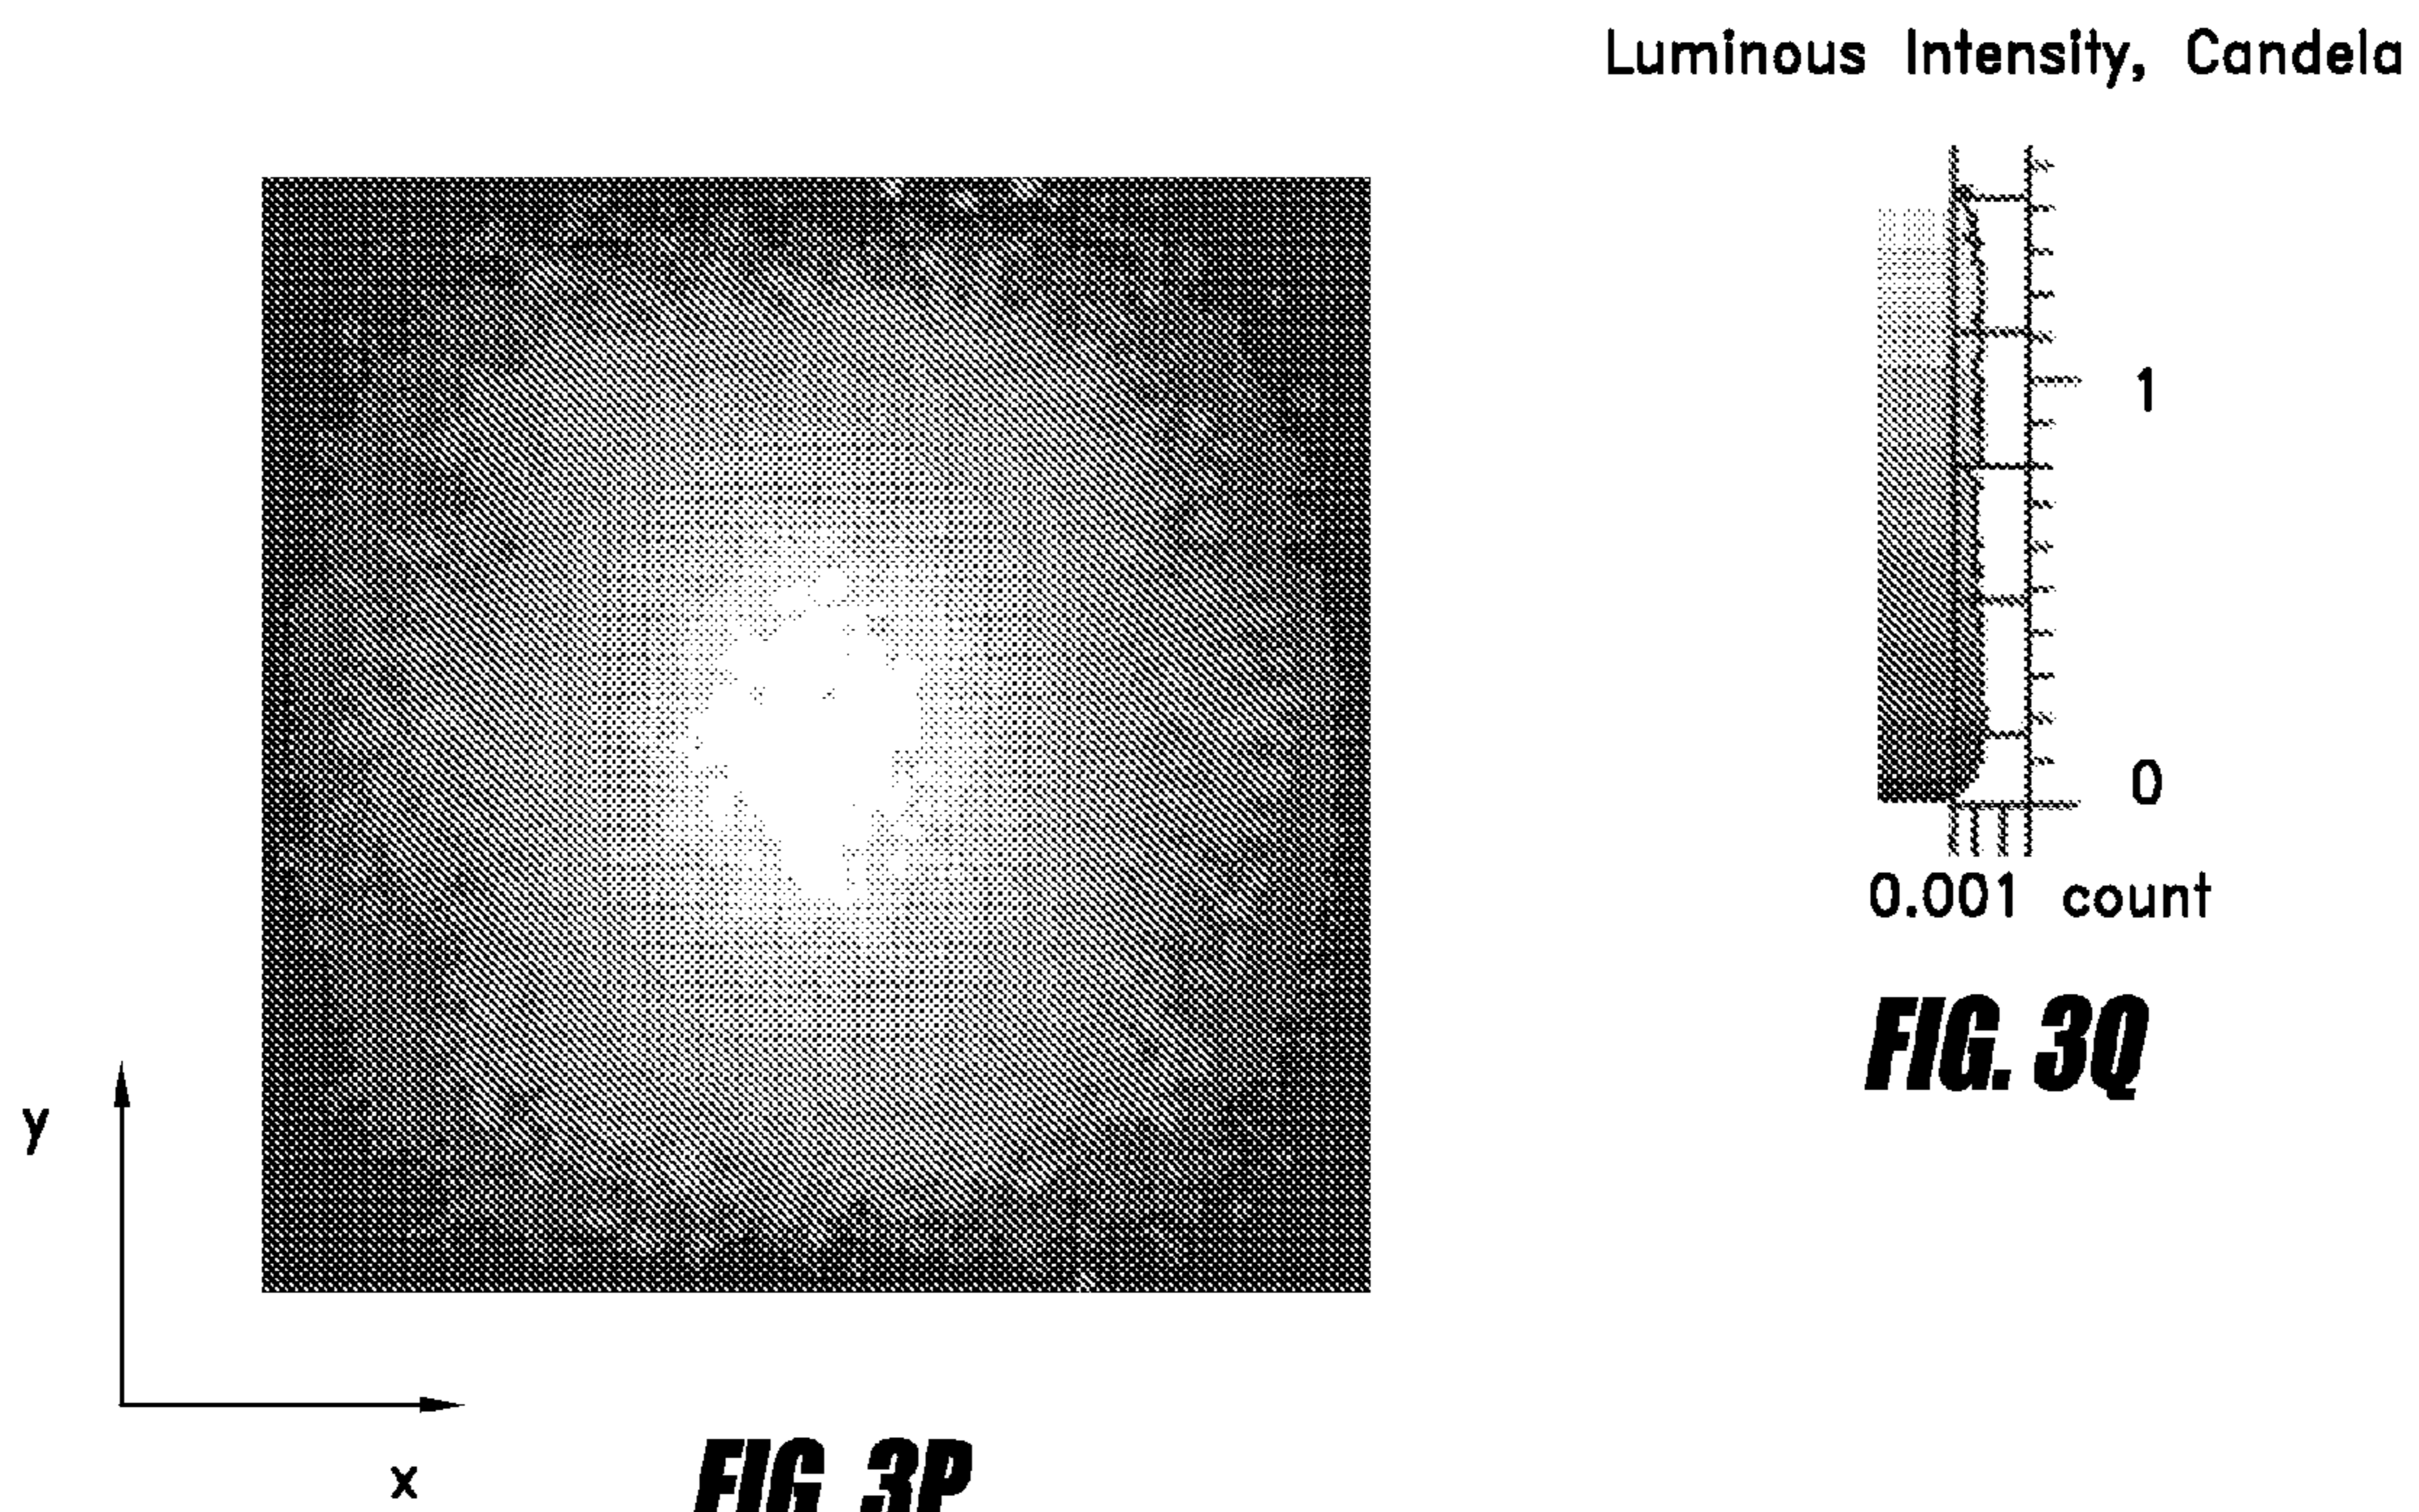 Luminous Intensity, Candela
1
0
0.001 count
FIG. 3Q
y
x
FIG. 3P